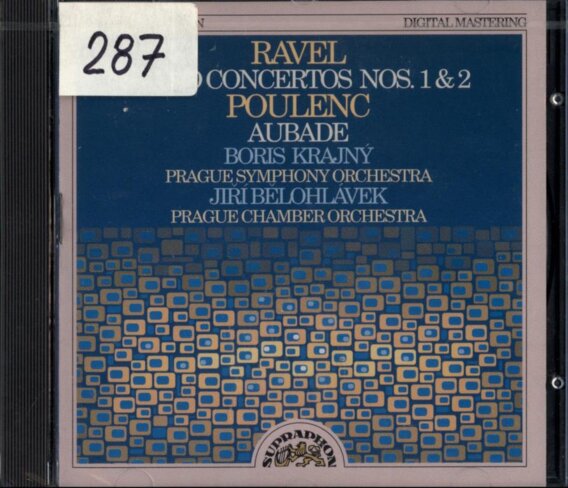 287
N DIGITAL MASTERING
RAVEL
O CONCERTOS NOS. 1 & 2
POULENC
AUBADE
BORIS KRAJNÝ
PRAGUE SYMPHONY ORCHESTRA
JIŘÍ BĚLOHLÁVEK
PRAGUE CHAMBER ORCHESTRA
SUPRAPHON